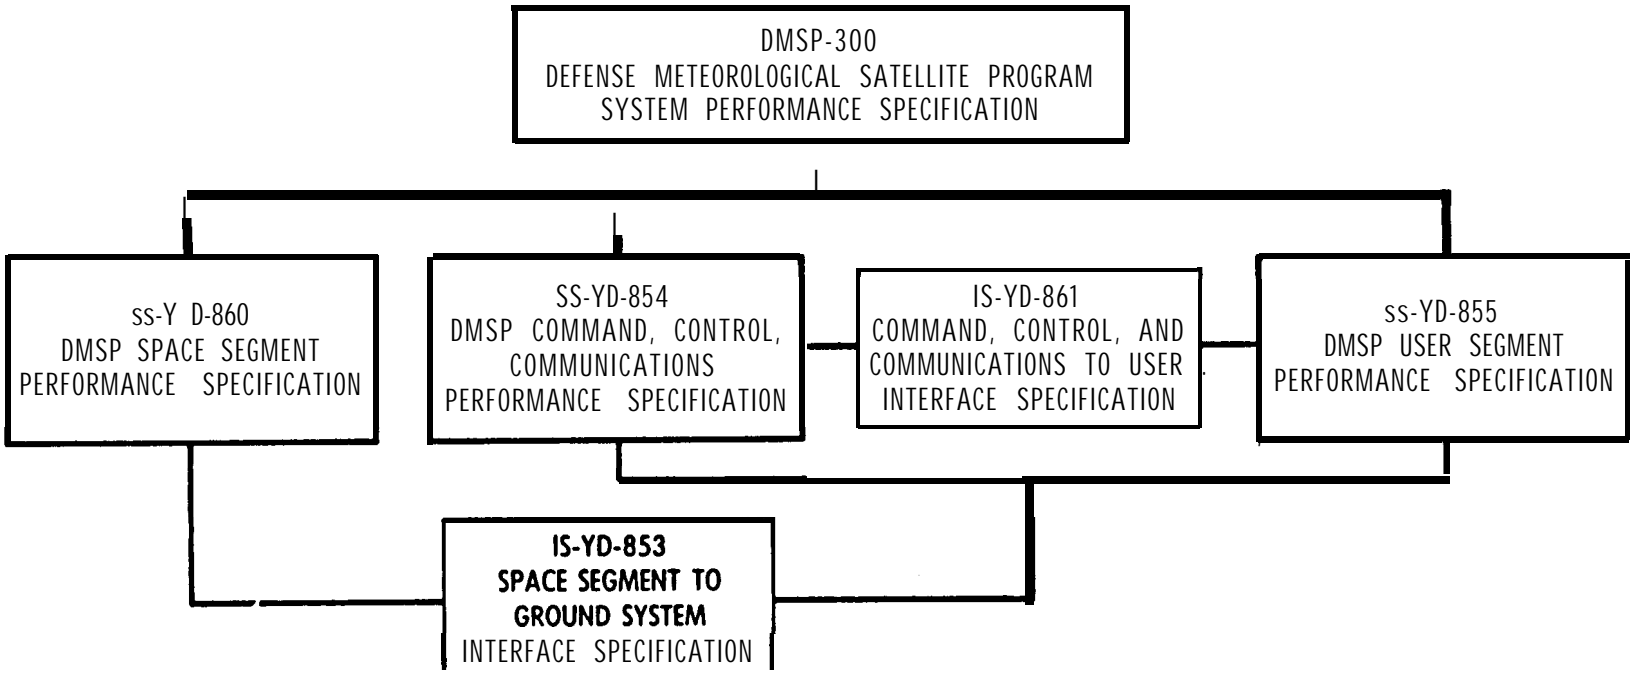 DMSP-300
DEFENSE METEOROLOGICAL SATELLITE PROGRAM
SYSTEM PERFORMANCE SPECIFICATION
ss-Y D-860
DMSP SPACE SEGMENT
PERFORMANCE SPECIFICATION
SS-YD-854
DMSP COMMAND, CONTROL,
COMMUNICATIONS
PERFORMANCE SPECIFICATION
IS-YD-861
COMMAND, CONTROL, AND
COMMUNICATIONS TO USER
INTERFACE SPECIFICATION
ss-YD-855
DMSP USER SEGMENT
PERFORMANCE SPECIFICATION
IS-YD-853
SPACE SEGMENT TO
GROUND SYSTEM
INTERFACE SPECIFICATION